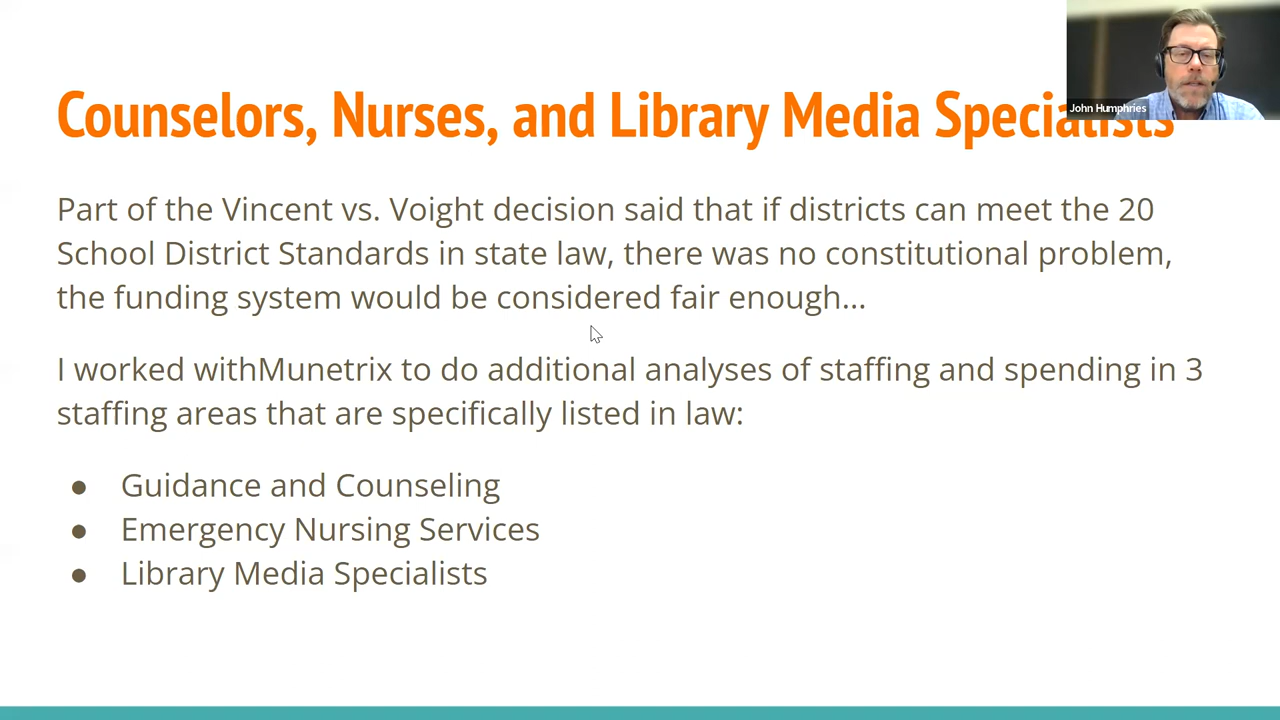 Counselors, Nurses, and Library Media Specialists
John Humphries
Part of the Vincent vs. Voight decision said that if districts can meet the 20
School District Standards in state law, there was no constitutional problem,
the funding system would be considered fair enough...
I worked withMunetrix to do additional analyses of staffing and spending in 3
staffing areas that are specifically listed in law:
● Guidance and Counseling
● Emergency Nursing Services
● Library Media Specialists